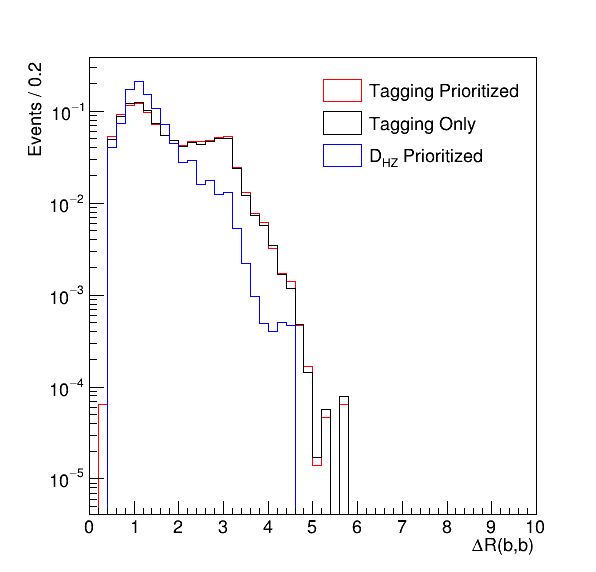 Events / 0.2
Tagging Prioritized
Tagging Only
D_HZ Prioritized
10^−1
10^−2
10^−3
10^−4
10^−5
0 1 2 3 4 5 6 7 8 9 10
ΔR(b,b)